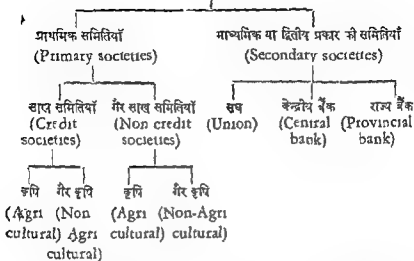 प्राथमिक समितियाँ माध्यमिक या द्वितीय प्रकार की समितियाँ
(Primary societies) (Secondary societies)
साख समितियाँ गैर साख समितियाँ संघ केन्द्रीय बैंक राज्य बैंक
(Credit (Non credit (Union) (Central (Provincial
societies) societies) bank) bank)
कृषि गैर कृषि कृषि गैर कृषि
(Agri (Non (Agri (Non-Agri
cultural) Agri cultural) cultural)
cultural)